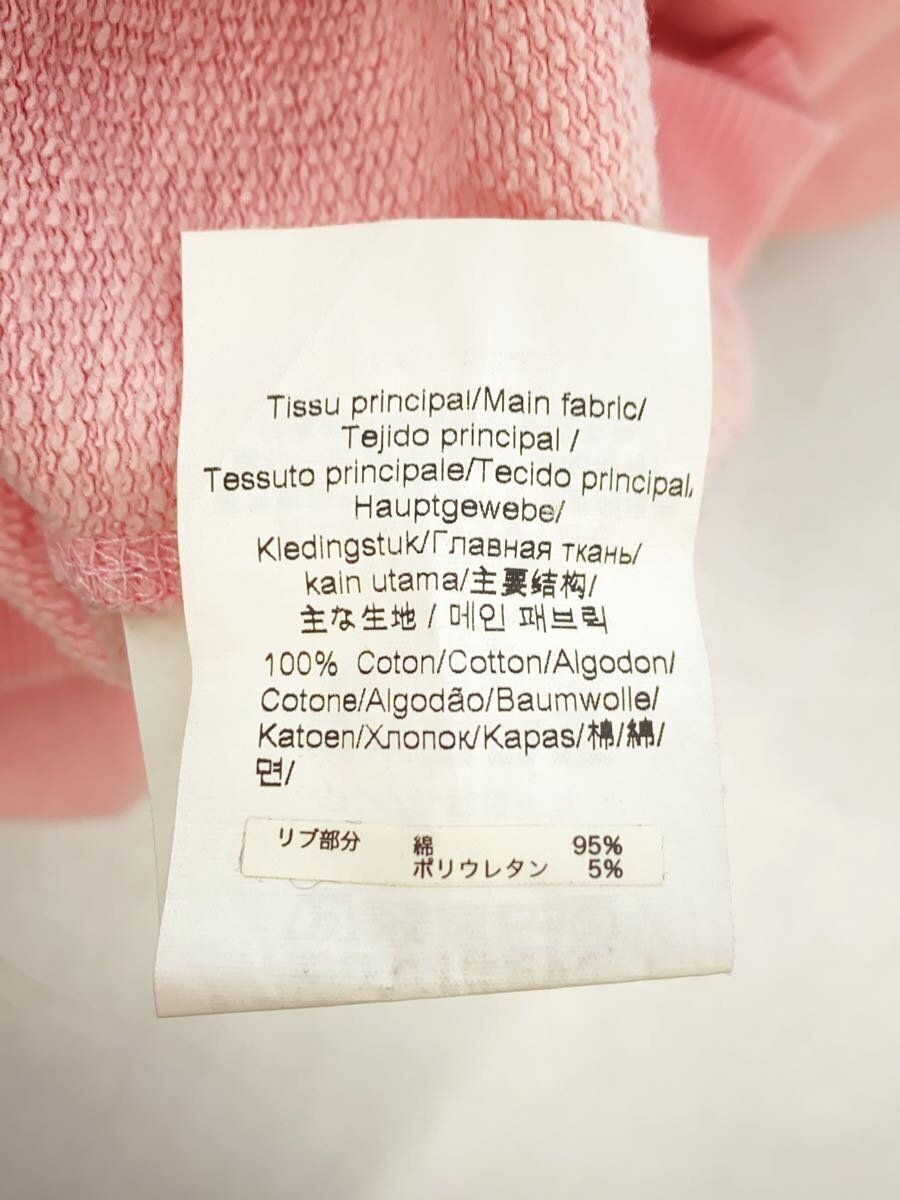 Tissu principal/Main fabric/
Tejido principal /
Tessuto principale/Tecido principal/
Hauptgewebe/
Kledingstuk/Главная ткань/
kain utama/主要结构/
主な生地 / 메인 패브릭
100% Coton/Cotton/Algodon/
Cotone/Algodão/Baumwolle/
Katoen/Хлопок/Kapas/棉/綿/
면/
リブ部分 綿 95%
ポリウレタン 5%